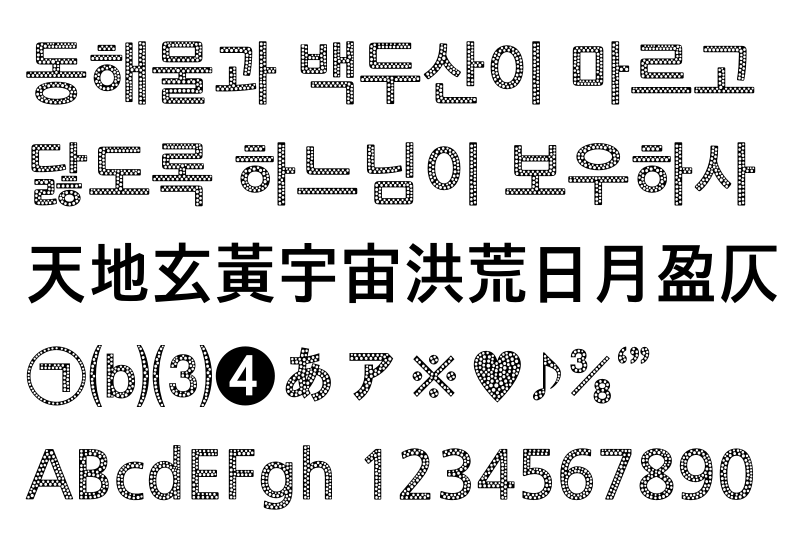 동해물과 백두산이 마르고
닳도록 하느님이 보우하사
天地玄黃宇宙洪荒日月盈仄
㉠⒝⑶❹あア※♥♪⅜“”
ABcdEFgh 1234567890